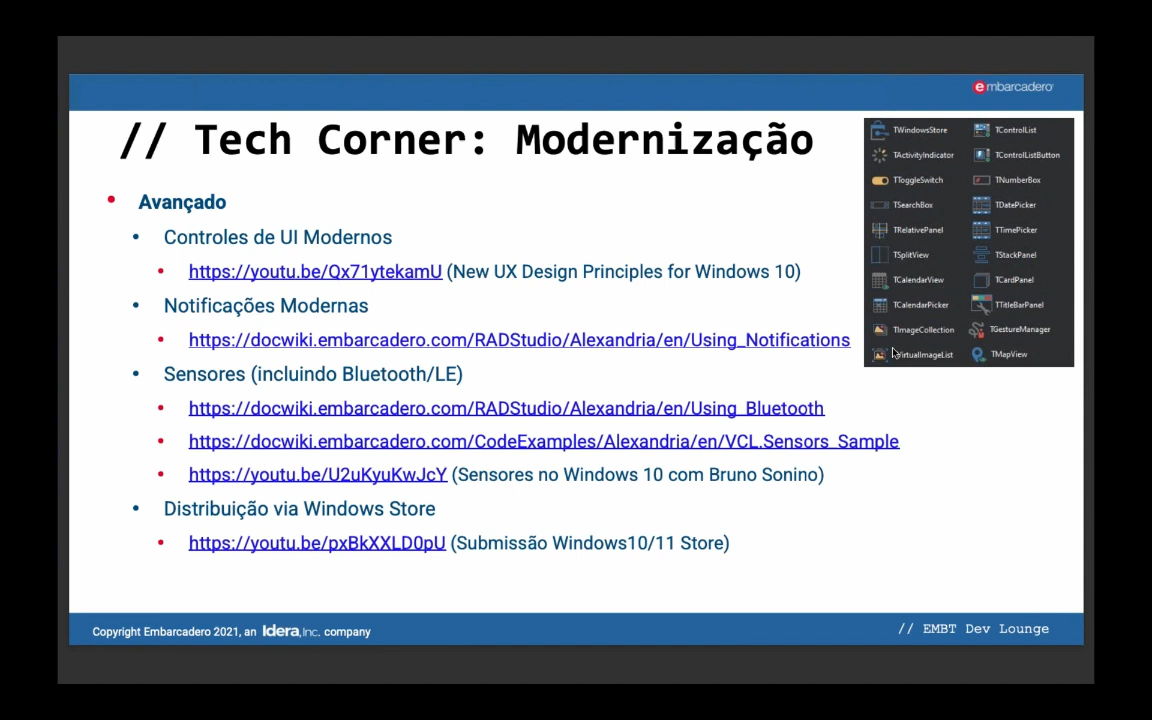 embarcadero
// Tech Corner: Modernização
• Avançado
• Controles de UI Modernos
• https://youtu.be/Qx71ytekamU (New UX Design Principles for Windows 10)
• Notificações Modernas
• https://docwiki.embarcadero.com/RADStudio/Alexandria/en/Using_Notifications
• Sensores (incluindo Bluetooth/LE)
• https://docwiki.embarcadero.com/RADStudio/Alexandria/en/Using_Bluetooth
• https://docwiki.embarcadero.com/CodeExamples/Alexandria/en/VCL.Sensors_Sample
• https://youtu.be/U2uKyuKwJcY (Sensores no Windows 10 com Bruno Sonino)
• Distribuição via Windows Store
• https://youtu.be/pxBkXXLD0pU (Submissão Windows10/11 Store)
TWindowsStore TControlList
TActivityIndicator TControlListButton
TToggleSwitch TNumberBox
TSearchBox TDatePicker
TRelativePanel TTimePicker
TSplitView TStackPanel
TCalendarView TCardPanel
TCalendarPicker TTitleBarPanel
TImageCollection TGestureManager
TVirtualImageList TMapView
Copyright Embarcadero 2021, an Idera, Inc. company
// EMBT Dev Lounge